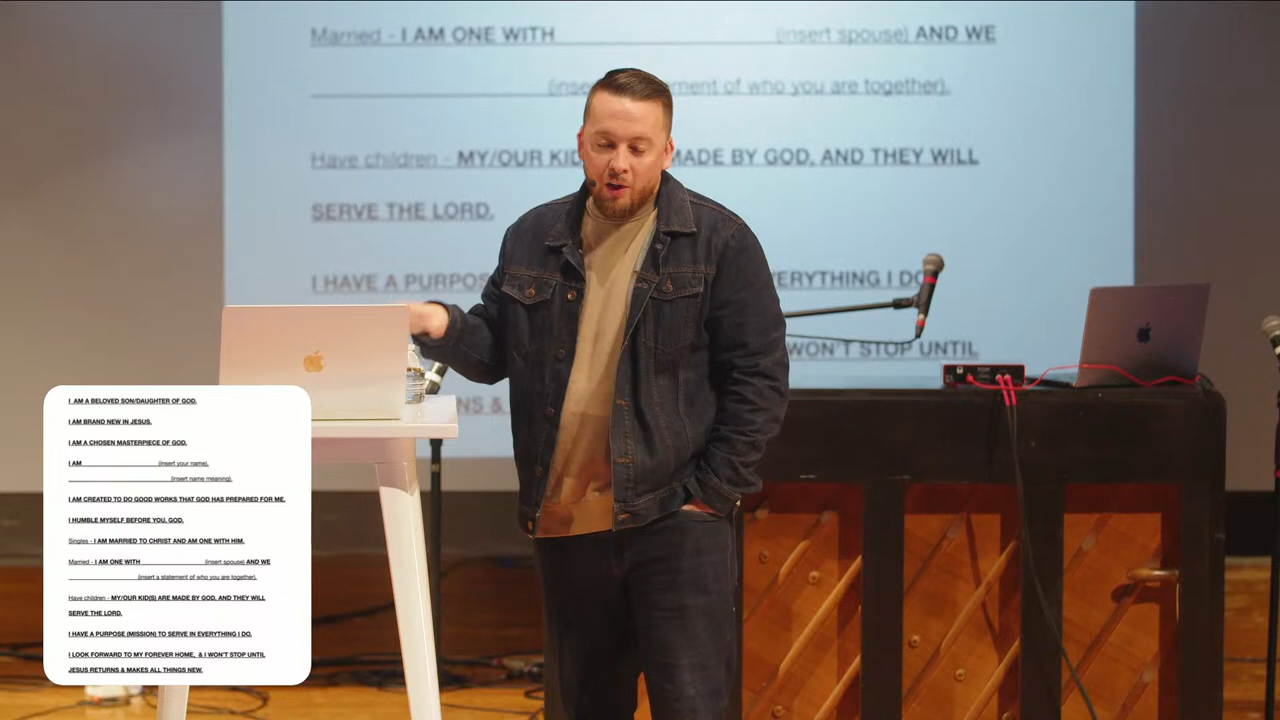 Married - I AM ONE WITH (insert spouse) AND WE
(inse ement of who you are together).
Have children - MY/OUR KID MADE BY GOD, AND THEY WILL
SERVE THE LORD.
I HAVE A PURPOS ERYTHING I DO
WON'T STOP UNTIL
NS &
I AM A BELOVED SON/DAUGHTER OF GOD.
I AM BRAND NEW IN JESUS.
I AM A CHOSEN MASTERPIECE OF GOD.
I AM (insert your name),
(insert name meaning).
I AM CREATED TO DO GOOD WORKS THAT GOD HAS PREPARED FOR ME.
I HUMBLE MYSELF BEFORE YOU, GOD.
Singles - I AM MARRIED TO CHRIST AND AM ONE WITH HIM.
Married - I AM ONE WITH (insert spouse) AND WE
(insert a statement of who you are together).
Have children - MY/OUR KID(S) ARE MADE BY GOD, AND THEY WILL
SERVE THE LORD.
I HAVE A PURPOSE (MISSION) TO SERVE IN EVERYTHING I DO.
I LOOK FORWARD TO MY FOREVER HOME, & I WON'T STOP UNTIL
JESUS RETURNS & MAKES ALL THINGS NEW.